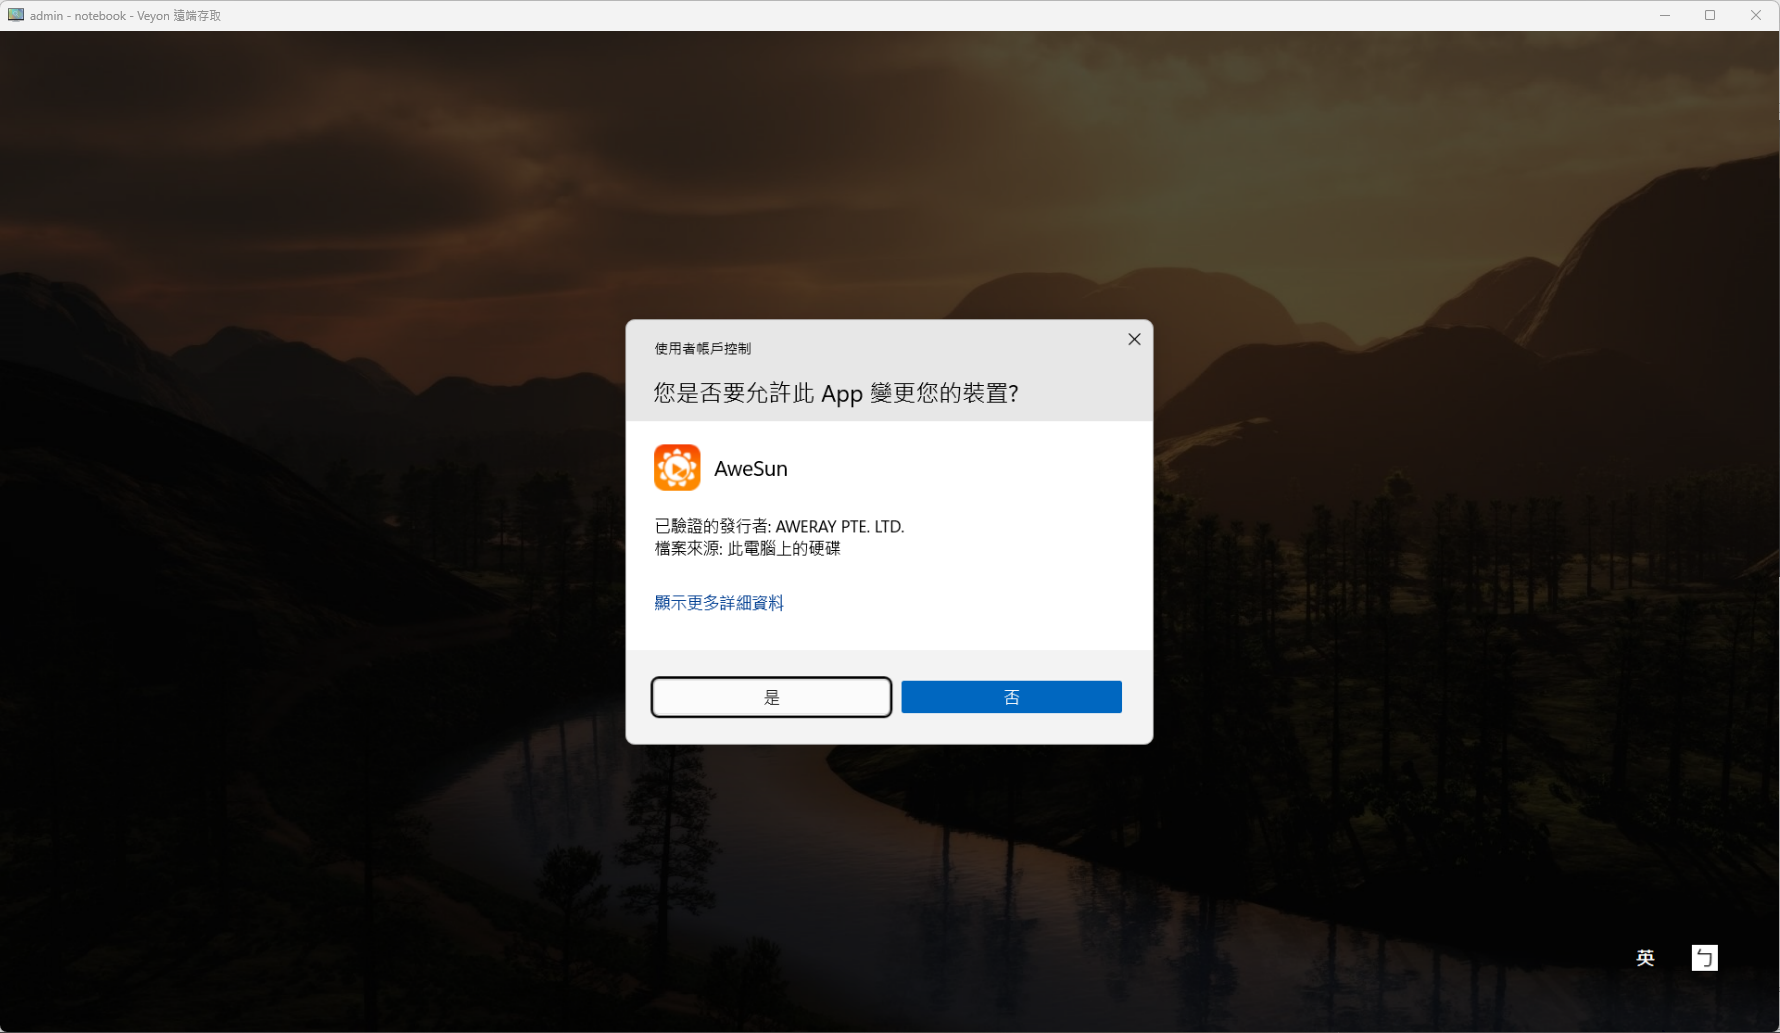 admin - notebook - Veyon 遠端存取
使用者帳戶控制
您是否要允許此 App 變更您的裝置?
AweSun
已驗證的發行者: AWERAY PTE. LTD.
檔案來源: 此電腦上的硬碟
顯示更多詳細資料
是
否
英
ㄅ